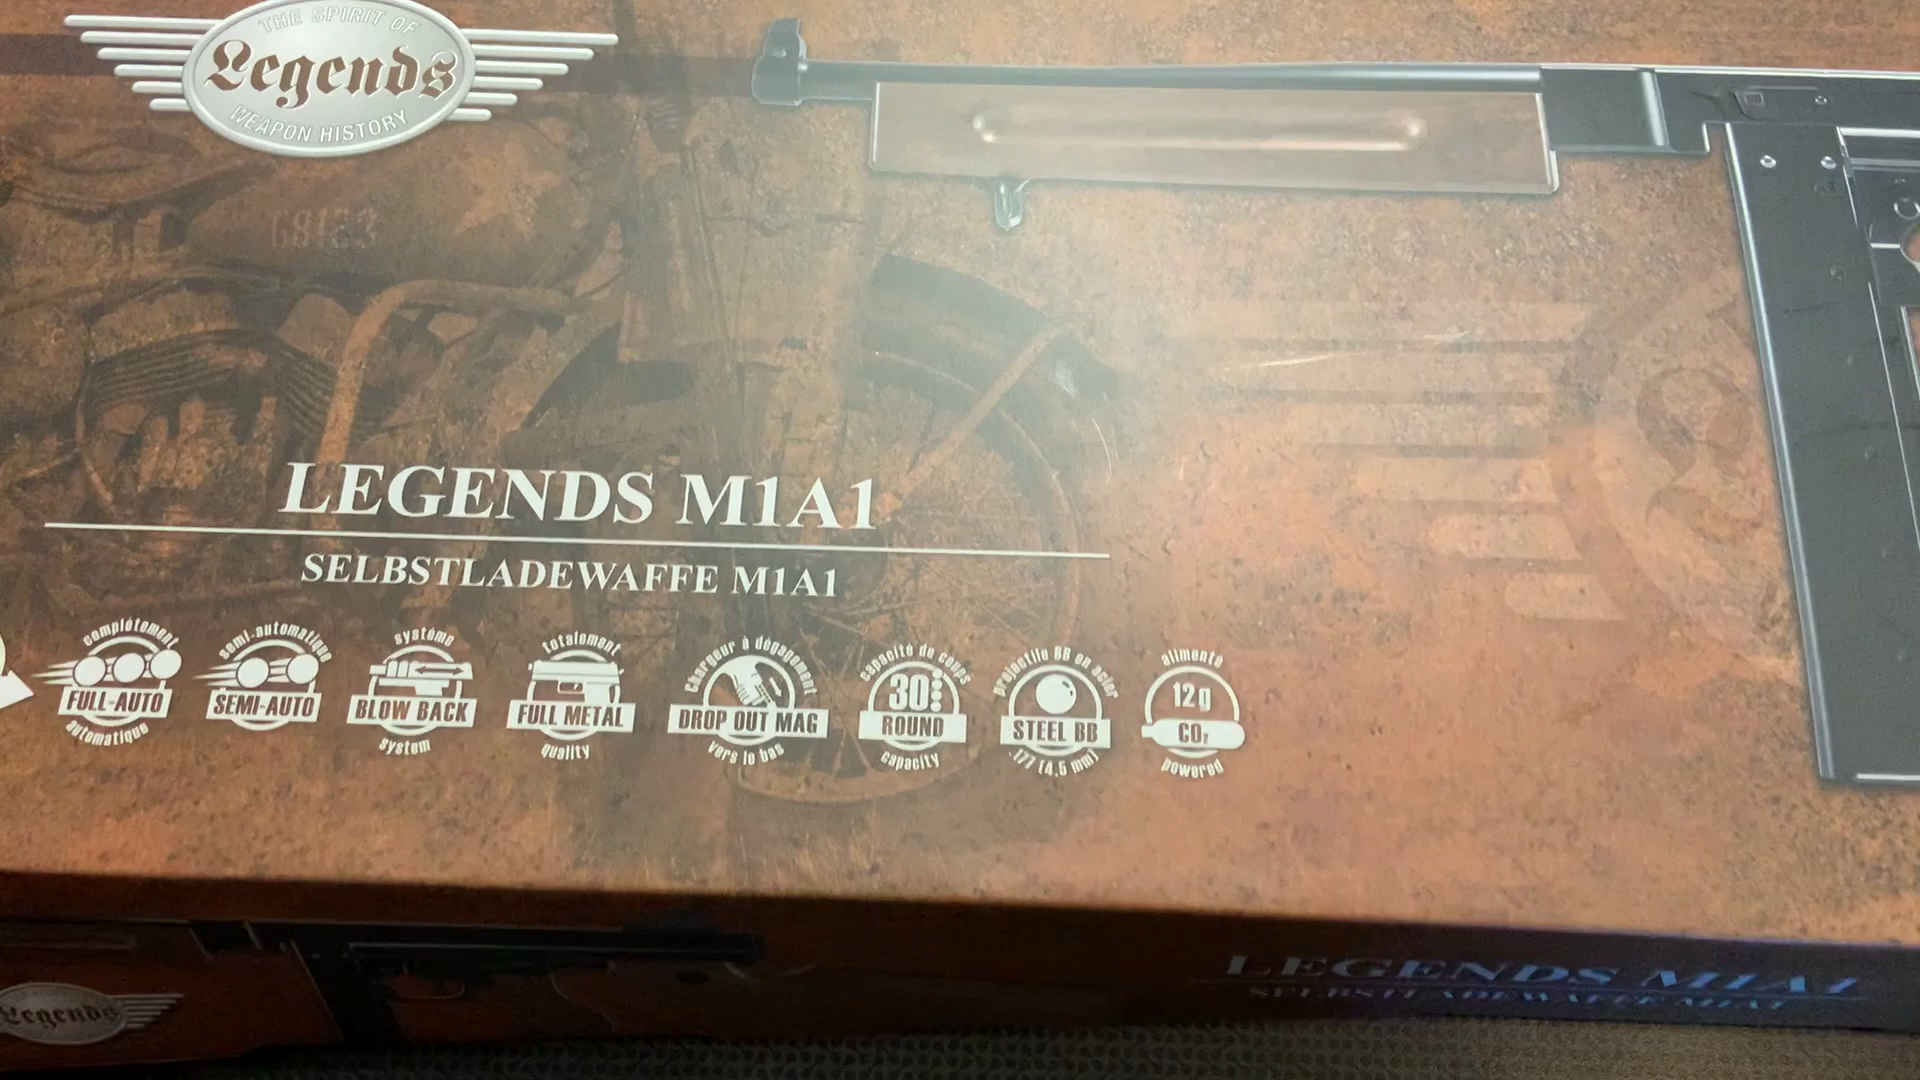 THE SPIRIT OF
Legends
WEAPON HISTORY
G8123
LEGENDS M1A1
SELBSTLADEWAFFE M1A1
complétement
FULL-AUTO
automatique
semi-automatique
SEMI-AUTO
système
BLOW BACK
system
totalement
FULL METAL
quality
Chargeur à dégagement
DROP OUT MAG
vers le bas
capacité de coups
30
ROUND
capacity
projectile BB en acier
STEEL BB
.177 (4,5 mm)
alimenté
12g
CO₂
powered
Legends
LEGENDS M1A1
SELBSTLADEWAFFE M1A1